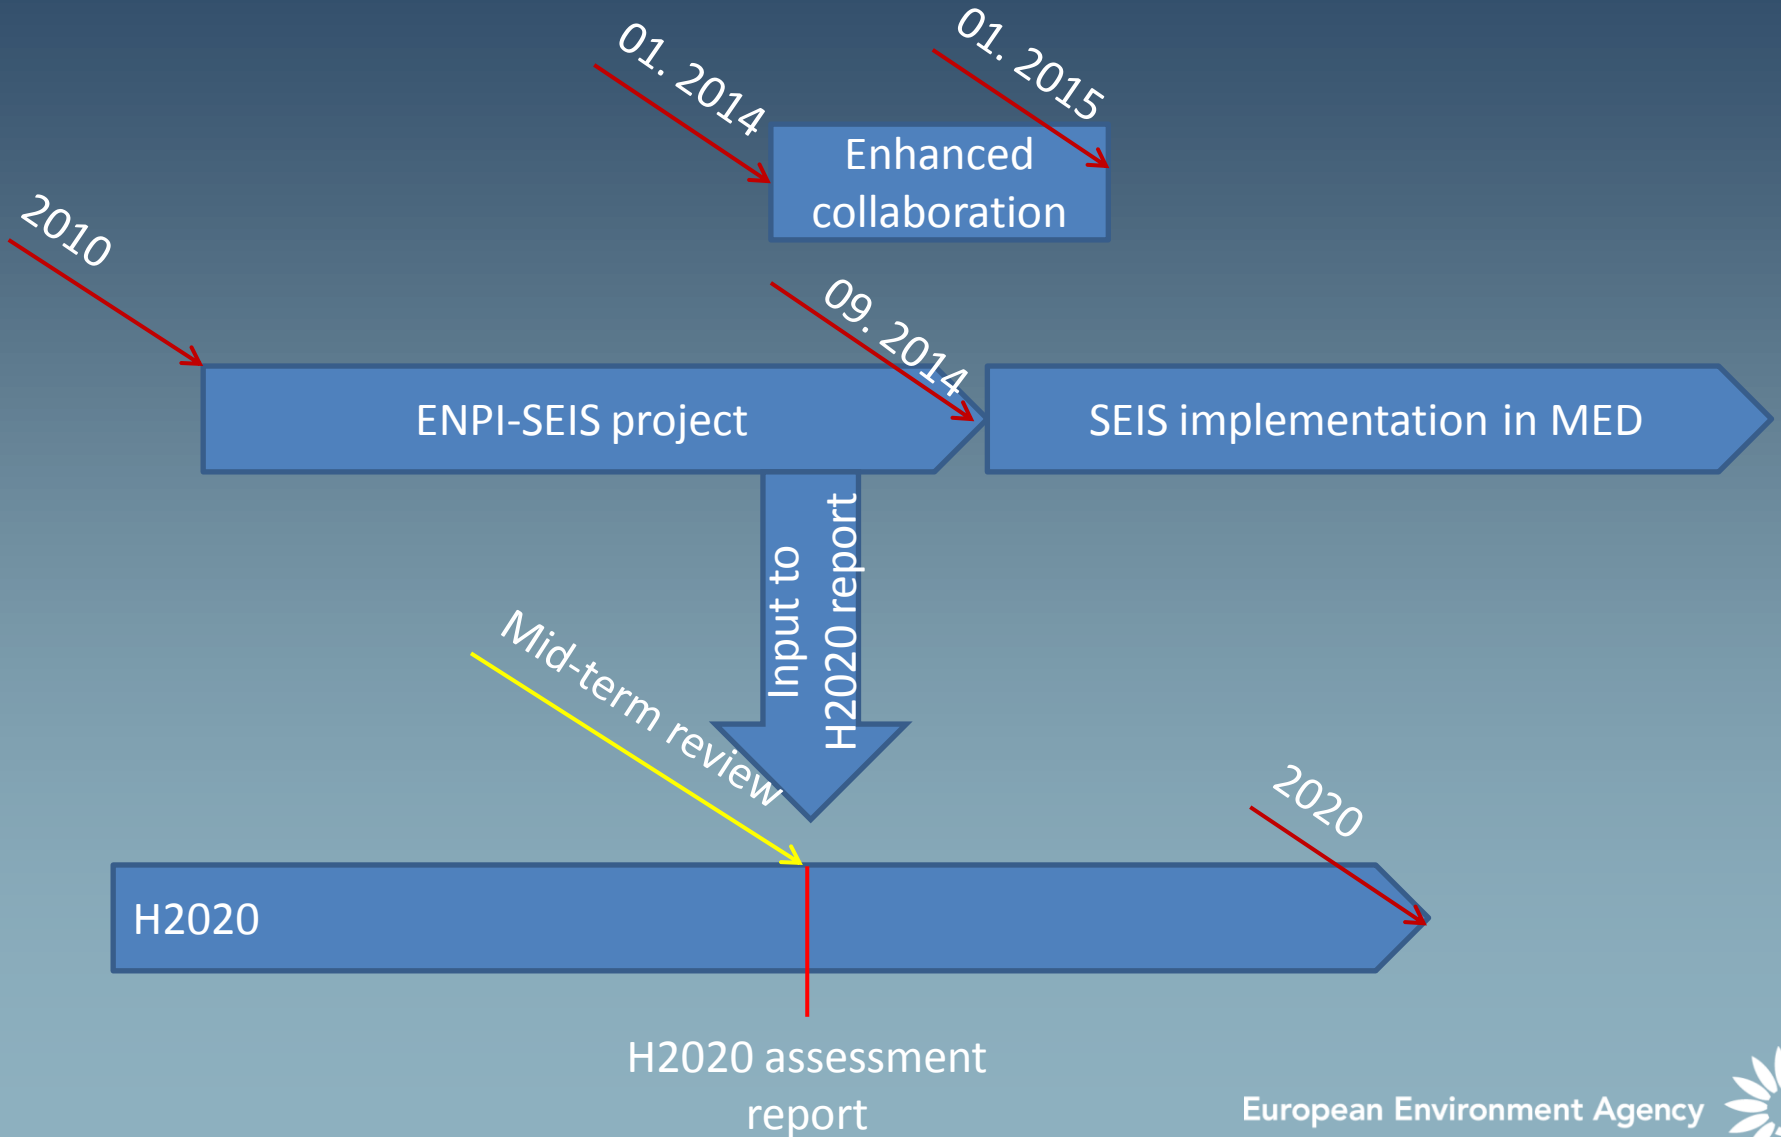 01. 2014
01. 2015
Enhanced
collaboration
2010
09. 2014
ENPI-SEIS project
SEIS implementation in MED
Input to
H2020 report
Mid-term review
2020
H2020
H2020 assessment
report
European Environment Agency